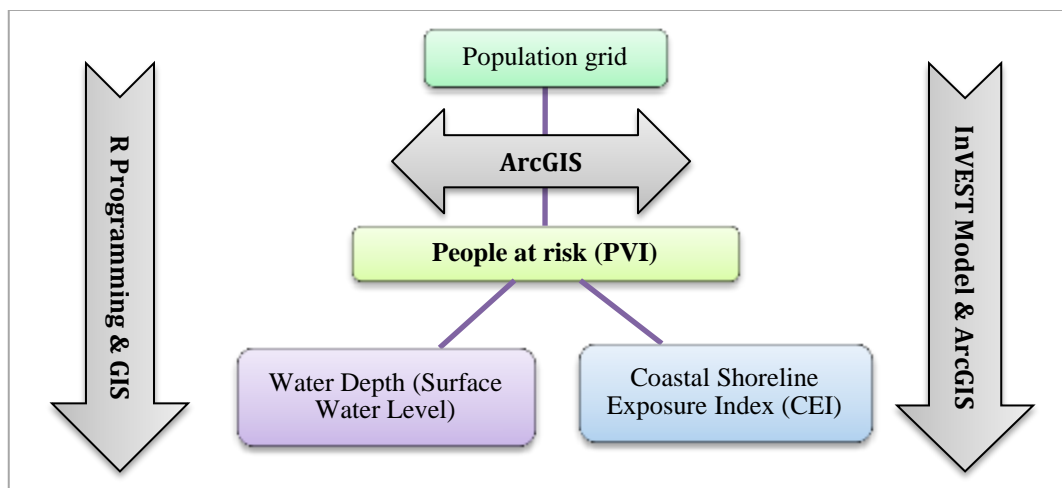 Population grid
R Programming & GIS
ArcGIS
InVEST Model & ArcGIS
People at risk (PVI)
Water Depth (Surface
Water Level)
Coastal Shoreline
Exposure Index (CEI)